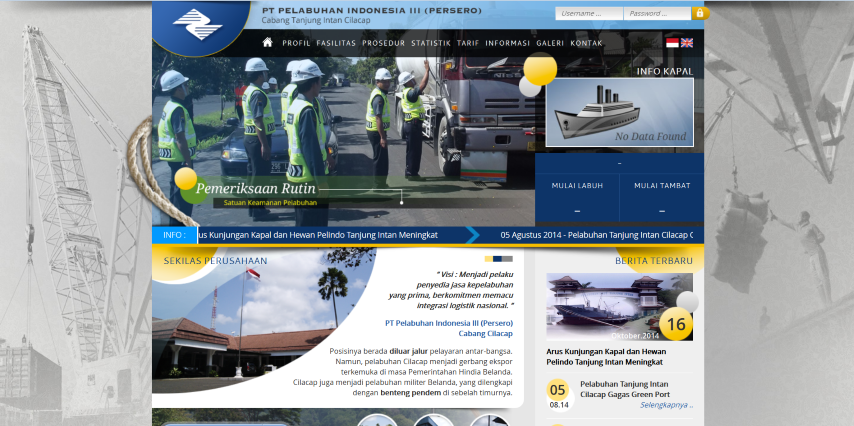 PT PELABUHAN INDONESIA III (PERSERO)
Cabang Tanjung Intan Cilacap
Username ...
Password ...
PROFIL FASILITAS PROSEDUR STATISTIK TARIF INFORMASI GALERI KONTAK
INFO KAPAL
No Data Found
–
MULAI LABUH
MULAI TAMBAT
–
–
Pemeriksaan Rutin
Satuan Keamanan Pelabuhan
INFO :
us Kunjungan Kapal dan Hewan Pelindo Tanjung Intan Meningkat
05 Agustus 2014 - Pelabuhan Tanjung Intan Cilacap G
SEKILAS PERUSAHAAN
" Visi : Menjadi pelaku
penyedia jasa kepelabuhan
yang prima, berkomitmen memacu
integrasi logistik nasional. "
PT Pelabuhan Indonesia III (Persero)
Cabang Cilacap
Posisinya berada diluar jalur pelayaran antar-bangsa.
Namun, pelabuhan Cilacap menjadi gerbang ekspor
terkemuka di masa Pemerintahan Hindia Belanda.
Cilacap juga menjadi pelabuhan militer Belanda, yang dilengkapi
dengan benteng pendem di sebelah timurnya.
BERITA TERBARU
16
Oktober.2014
Arus Kunjungan Kapal dan Hewan
Pelindo Tanjung Intan Meningkat
05
08.14
Pelabuhan Tanjung Intan
Cilacap Gagas Green Port
Selengkapnya ..